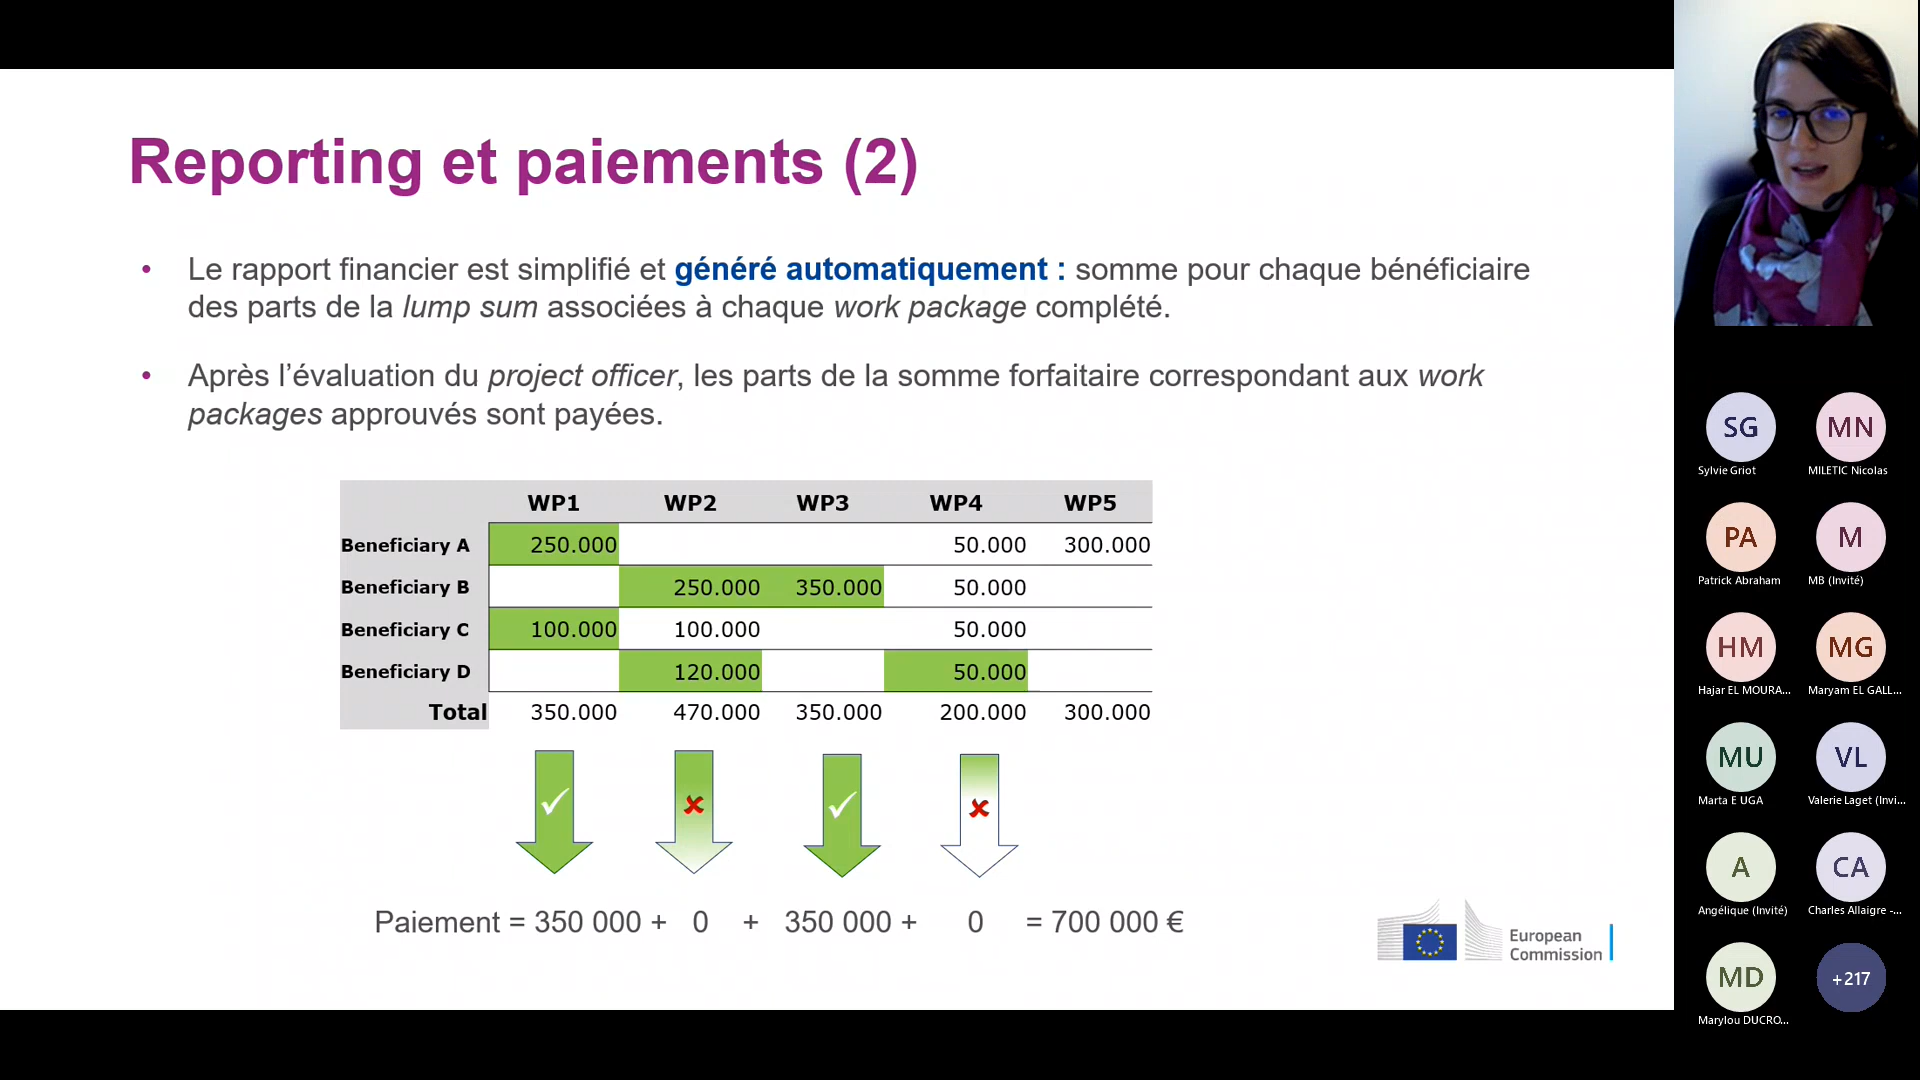 Reporting et paiements (2)
• Le rapport financier est simplifié et généré automatiquement : somme pour chaque bénéficiaire
des parts de la lump sum associées à chaque work package complété.
• Après l’évaluation du project officer, les parts de la somme forfaitaire correspondant aux work
packages approuvés sont payées.
WP1 WP2 WP3 WP4 WP5
Beneficiary A 250.000 50.000 300.000
Beneficiary B 250.000 350.000 50.000
Beneficiary C 100.000 100.000 50.000
Beneficiary D 120.000 50.000
Total 350.000 470.000 350.000 200.000 300.000
Paiement = 350 000 + 0 + 350 000 + 0 = 700 000 €
European
Commission
SG MN
Sylvie Griot MILETIC Nicolas
PA M
Patrick Abraham MB (Invité)
HM MG
Hajar EL MOURA... Maryam EL GALL...
MU VL
Marta E UGA Valerie Laget (Invi...
A CA
Angélique (Invité) Charles Allaigre -...
MD +217
Marylou DUCRO...